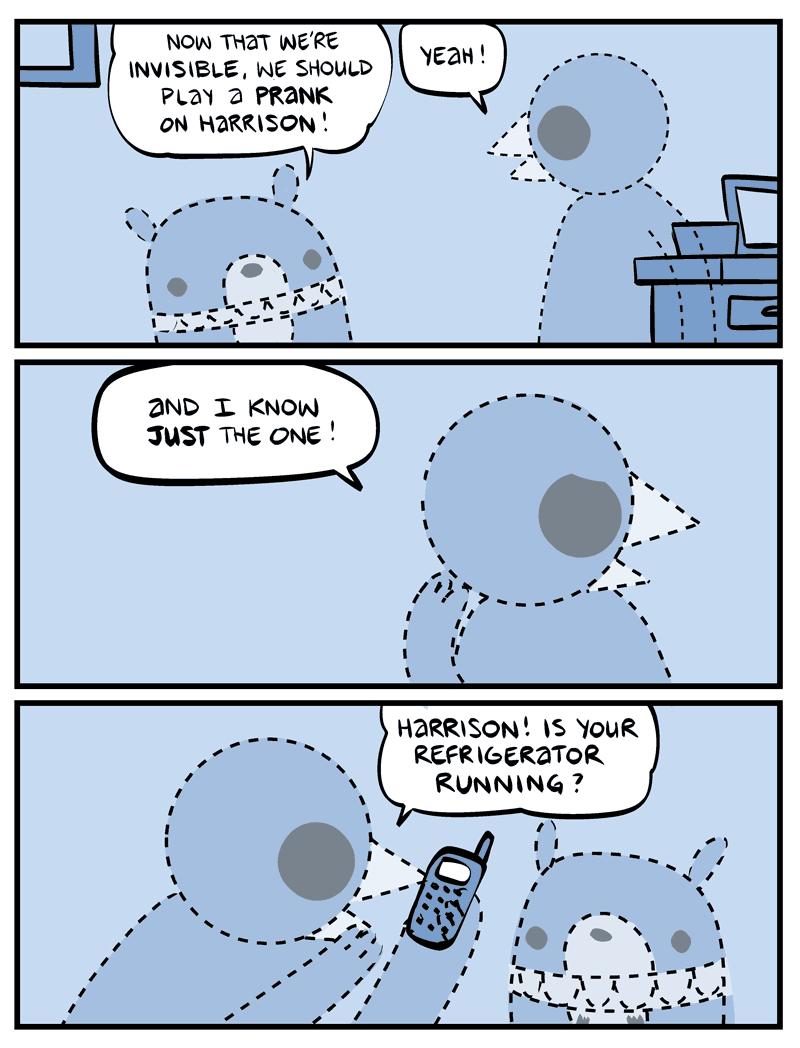 NOW THAT WE'RE
INVISIBLE, WE SHOULD
PLAY A PRANK
ON HARRISON!
YEAH!
AND I KNOW
JUST THE ONE!
HARRISON! IS YOUR
REFRIGERATOR
RUNNING?